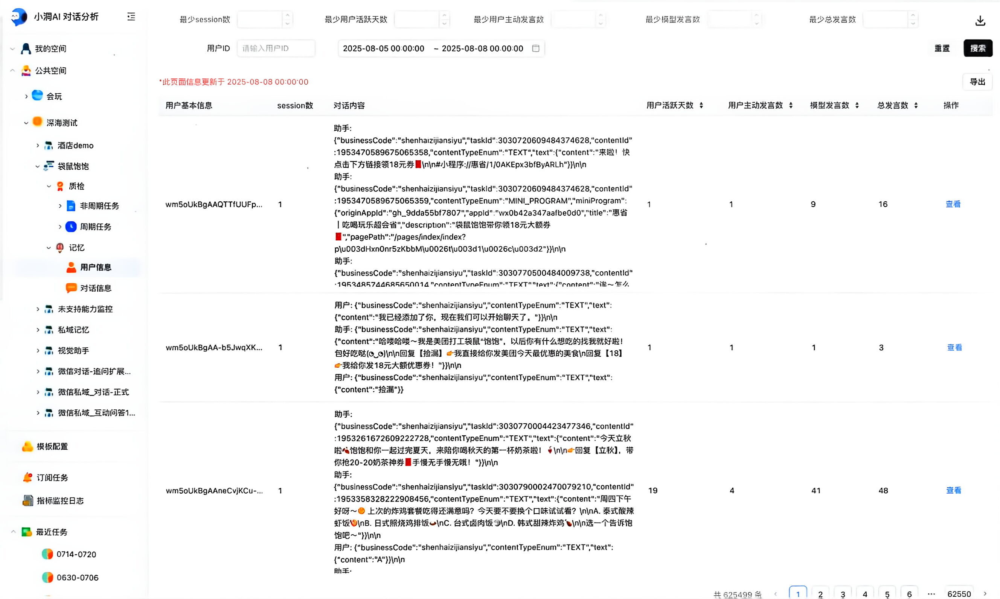 小洞AI 对话分析
我的空间
公共空间
会玩
深海测试
酒店demo
袋鼠饱饱
质检
非周期任务
周期任务
记忆
用户信息
对话信息
未支持能力监控
私域记忆
视觉助手
微信对话-追问扩展...
微信私域_对话-正式
微信私域_互动问答1...
模板配置
订阅任务
指标监控日志
最近任务
0714-0720
0630-0706
最少session数
最少用户活跃天数
最少用户主动发言数
最少模型发言数
最少总发言数
用户ID 请输入用户ID
2025-08-05 00:00:00 ~ 2025-08-08 00:00:00
重置 搜索
*此页面信息更新于 2025-08-08 00:00:00
导出
用户基本信息 session数 对话内容 用户活跃天数 用户主动发言数 模型发言数 总发言数 操作
wm5oUkBgAAQTTfUUFp... 1
助手:
{"businessCode":"shenhaizijiansiyu","taskId":3030720609484374628,"contentId"
:1953470589675065358,"contentTypeEnum":"TEXT","text":{"content":"来啦！快
点击下方链接领18元券🧧\n\n#小程序://惠省/1/0AKEpx3bfByARLh"}}\n\n
助手:
{"businessCode":"shenhaizijiansiyu","taskId":3030720609484374628,"contentId"
:1953470589675065359,"contentTypeEnum":"MINI_PROGRAM","miniProgram":
{"originAppId":"gh_9dda55bf7807","appId":"wx0b42a347aafbe0d0","title":"惠省
｜吃喝玩乐超会省","description":"袋鼠饱饱带你领18元大额券
🧧","pagePath":"/pages/index/index?
p\u003dHxn0nr5zKbbM\u0026t\u003d1\u0026c\u003d2"}}\n\n
助手:
{"businessCode":"shenhaizijiansiyu","taskId":3030770500484009738,"contentId"
:1953485744685650014,"contentTypeEnum":"TEXT","text":{"content":"诶～怎么
1 1 9 16 查看
wm5oUkBgAA-b5JwqXK... 1
用户: {"businessCode":"shenhaizijiansiyu","contentTypeEnum":"TEXT","text":
{"content":"我已经添加了你，现在我们可以开始聊天了。"}}\n\n
助手: {"businessCode":"shenhaizijiansiyu","contentTypeEnum":"TEXT","text":
{"content":"哈喽哈喽～我是美团打工袋鼠“饱饱”，以后你有什么想吃的找我就好啦！
包好吃哒(◔‿◔)\n\n回复【捡漏】👉我直接给你发美团今天最优惠的美食\n回复【18】
👉我给你发18元大额优惠券！"}}\n\n
用户: {"businessCode":"shenhaizijiansiyu","contentTypeEnum":"TEXT","text":
{"content":"捡漏"}}
1 1 1 3 查看
wm5oUkBgAAneCvjKCu-... 1
助手:
{"businessCode":"shenhaizijiansiyu","taskId":3030770004423477346,"contentId"
:1953261672609222728,"contentTypeEnum":"TEXT","text":{"content":"今天立秋
啦🍂饱饱和你一起过完夏天，来陪你喝秋天的第一杯奶茶啦！\n\n👉回复【立秋】，带
你抢20-20奶茶神券🧧手慢无手慢无哦！"}}\n\n
助手:
{"businessCode":"shenhaizijiansiyu","taskId":3030790002470079210,"contentId"
:1953358328222908456,"contentTypeEnum":"TEXT","text":{"content":"周四下午
好呀～ 上次的炸鸡套餐吃得还满意吗？今天要不要换个口味试试看？\n\nA. 泰式酸辣
虾饭\nB. 日式照烧鸡排饭\nC. 台式卤肉饭\nD. 韩式甜辣炸鸡\n\n选一个告诉饱
饱吧～"}}\n\n
用户: {"businessCode":"shenhaizijiansiyu","contentTypeEnum":"TEXT","text":
{"content":"A"}}\n\n
助手:
19 4 41 48 查看
共 625499 条 1 2 3 4 5 6 ··· 62550